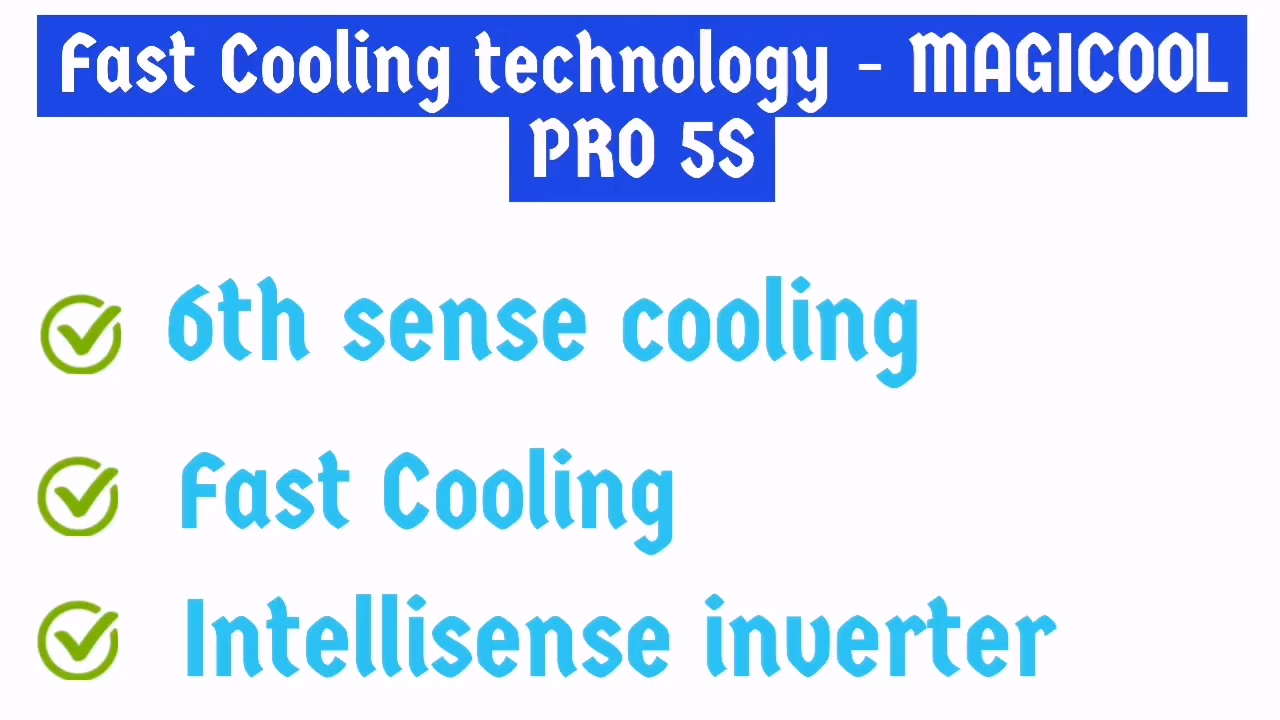 Fast Cooling technology - MAGICOOL
PRO 5S
6th sense cooling
Fast Cooling
Intellisense inverter